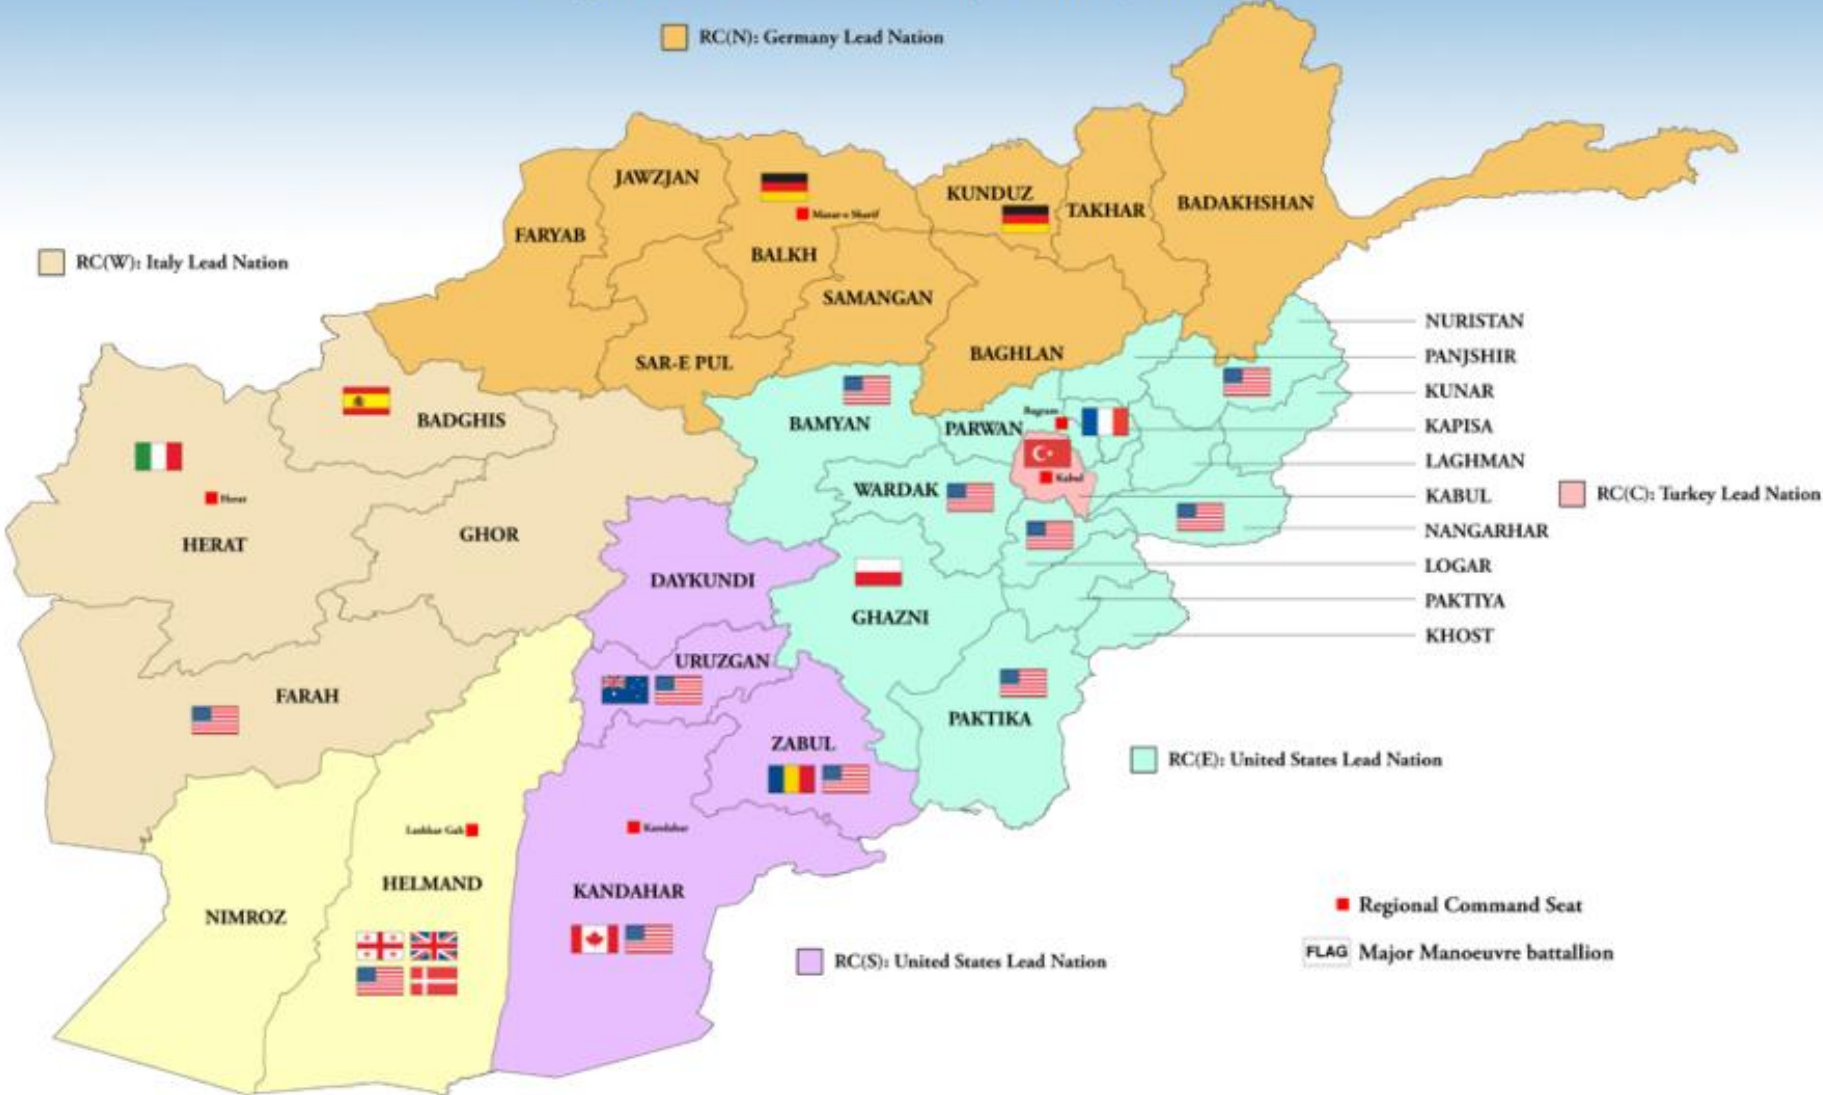 RC(N): Germany Lead Nation
JAWZJAN
KUNDUZ
TAKHAR
BADAKHSHAN
FARYAB
Mazar-e Sharif
BALKH
RC(W): Italy Lead Nation
SAMANGAN
NURISTAN
BAGHLAN
PANJSHIR
SAR-E PUL
KUNAR
BADGHIS
BAMYAN
Bagram
PARWAN
KAPISA
LAGHMAN
Kabul
WARDAK
KABUL
RC(C): Turkey Lead Nation
Herat
NANGARHAR
GHOR
HERAT
LOGAR
DAYKUNDI
PAKTIYA
GHAZNI
KHOST
URUZGAN
FARAH
PAKTIKA
ZABUL
RC(E): United States Lead Nation
Lashkar Gah
Kandahar
HELMAND
KANDAHAR
NIMROZ
Regional Command Seat
FLAG Major Manoeuvre battallion
RC(S): United States Lead Nation